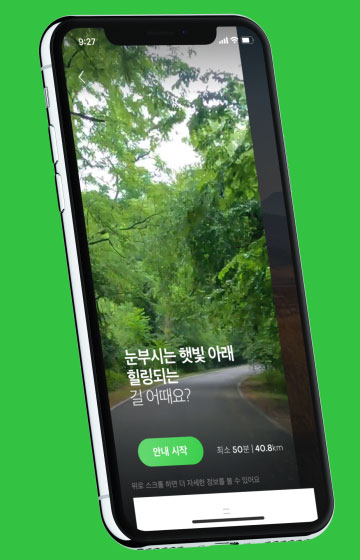 9:27
눈부시는 햇빛 아래
힐링되는
길 어때요?
안내 시작
최소 50분 | 40.8km
위로 스크롤 하면 더 자세한 정보를 볼 수 있어요